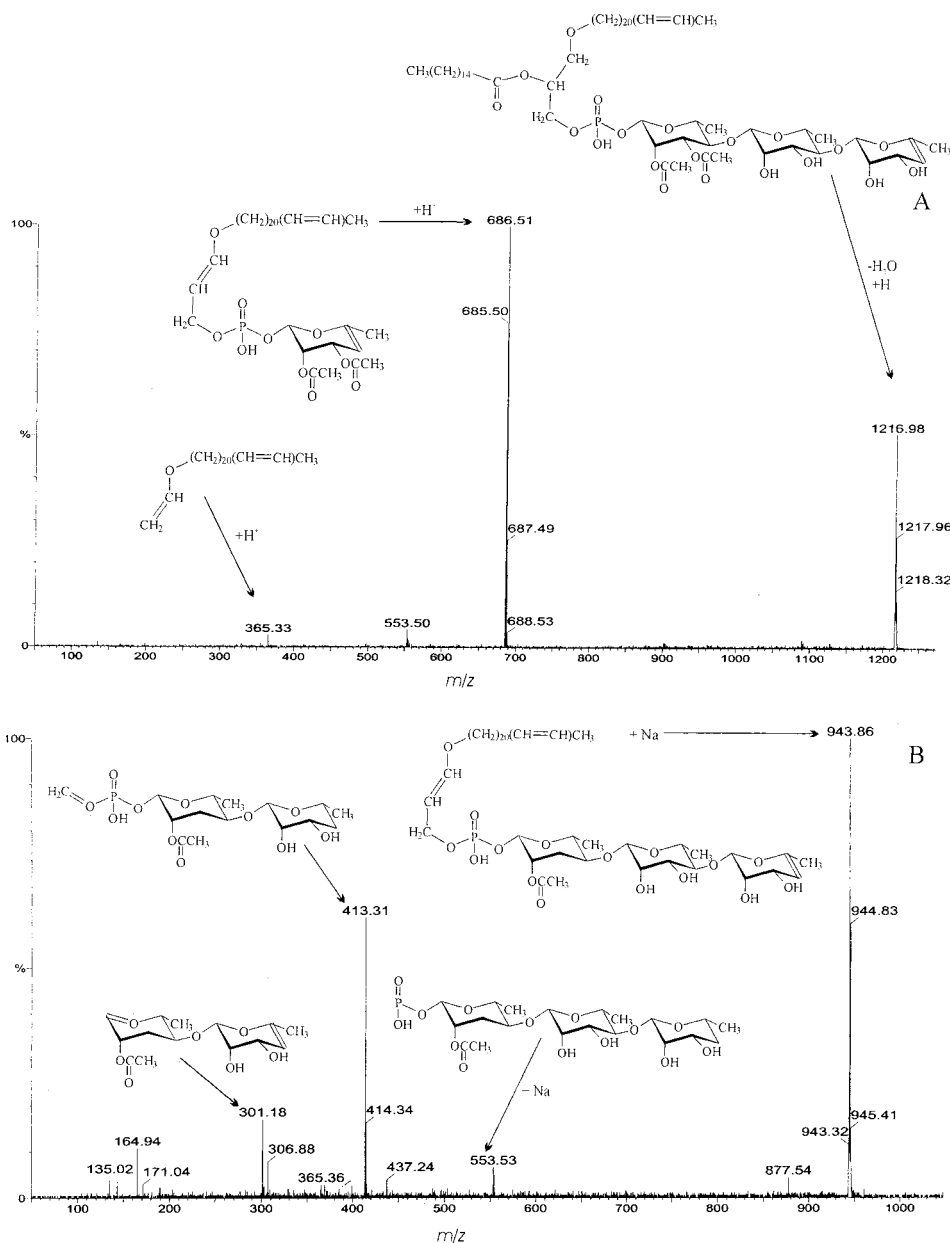 (CH₂)₂₀(CH=CH)CH₃
O
CH₂
CH₃(CH₂)₁₄ C O CH
O
H₂C O P O O CH₃ O O CH₃ O O CH₃
O
OH
OCCH₃ OCCH₃ OH OH OH OH
O O
A
-H₂O
+H
100
(CH₂)₂₀(CH=CH)CH₃ +H⁺ 686.51
O
CH
CH
685.50
O
H₂C O P O O CH₃
OH
OCCH₃ OCCH₃
O O
%
1216.98
(CH₂)₂₀(CH=CH)CH₃
O
CH
CH₂
+H⁺
687.49
1217.96
1218.32
365.33
553.50
688.53
0
100 200 300 400 500 600 700 800 900 1000 1100 1200
m/z
100
(CH₂)₂₀(CH=CH)CH₃ + Na 943.86
B
O
CH
CH
H₂C O P O O CH₃ O O CH₃
O
OH
OCCH₃ OH OH
O
H₂C O P O O CH₃ O O CH₃ O O CH₃
O
OH
OCCH₃ OH OH OH OH
O
413.31
944.83
%
O CH₃ O O CH₃
OCCH₃ OH OH
O
O
P O O CH₃ O O CH₃ O O CH₃
OH
OCCH₃ OH OH OH OH
O
– Na
301.18
414.34
945.41
943.32
164.94
306.88
135.02
171.04
365.36
437.24
553.53
877.54
0
100 200 300 400 500 600 700 800 900 1000
m/z